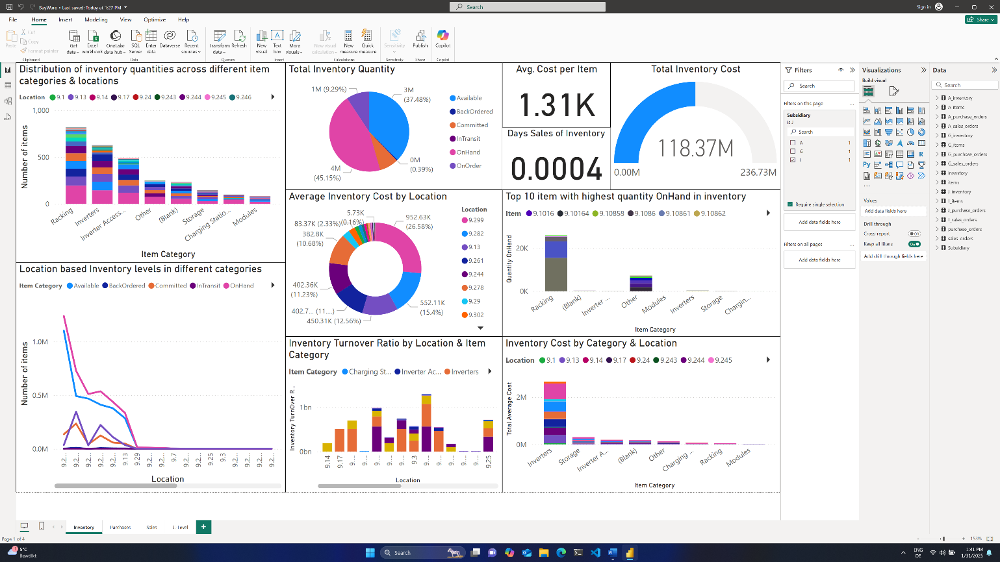 BayWare • Last saved: Today at 1:27 PM
Search
Sign in
File Home Insert Modeling View Optimize Help
Share
Paste
Cut
Copy
Format painter
Get data
Excel workbook
OneLake data hub
SQL Server
Enter data
Dataverse
Recent sources
Transform data
Refresh
New visual
Text box
More visuals
New visual calculation
New measure
Quick measure
Sensitivity
Publish
Copilot
Clipboard
Data
Queries
Insert
Calculations
Sensitivity
Share
Copilot
Distribution of inventory quantities across different item
categories & locations
Location 9.1 9.13 9.14 9.17 9.24 9.243 9.244 9.245 9.246
Number of items
1,000
500
0
Racking
Inverters
Inverter Access...
Other
(Blank)
Storage
Charging Statio...
Modules
Item Category
Location based Inventory levels in different categories
Item Category Available BackOrdered Committed InTransit OnHand
Number of items
1.0M
0.5M
0.0M
9.2...
9.2...
9.2...
9.2...
9.2...
9.13
9.29
9.2...
9.2...
9.7
9.2...
9.2...
9.25
9.3
9.2...
9.2...
9.2...
9.2...
Location
Total Inventory Quantity
1M (9.29%)
3M
(37.48%)
0M
(0.39%)
4M
(45.15%)
Available
BackOrdered
Committed
InTransit
OnHand
OnOrder
Average Inventory Cost by Location
5.73K
(0.16%)
83.37K (2.33%)
382.8K
(10.68%)
402.36K
(11.23%)
402.7... (11....)
450.31K (12.56%)
552.11K
(15.4%)
952.63K
(26.58%)
Location
9.299
9.282
9.13
9.261
9.244
9.278
9.29
9.302
Inventory Turnover Ratio by Location & Item
Category
Item Category Charging St... Inverter Ac... Inverters
Inventory TurnOver R...
1bn
0bn
9.14
9.17
9....
9....
9....
9....
9....
9.3
9....
9....
9....
9....
9....
9.25
Location
Avg. Cost per Item
1.31K
Days Sales of Inventory
0.0004
Total Inventory Cost
118.37M
0.00M
236.73M
Top 10 item with highest quantity OnHand in inventory
Item 9.1016 9.10164 9.10858 9.1086 9.10861 9.10862
Quantity OnHand
20K
0K
Racking
(Blank)
Inverter ...
Other
Modules
Inverters
Storage
Chargin...
Item Category
Inventory Cost by Category & Location
Location 9.1 9.13 9.14 9.17 9.24 9.243 9.244 9.245
Total Average Cost
2M
0M
Inverters
Storage
Inverter A...
(Blank)
Other
Charging ...
Racking
Modules
Item Category
Filters
Search
Filters on this page
Subsidiary
is J
Search
A 1
G 1
J 1
Require single selection
Add data fields here
Filters on all pages
Add data fields here
Visualizations
Build visual
Values
Add data fields here
Drill through
Cross-report
Off
Keep all filters
On
Add drill through fields here
Data
Search
A_inventory
A_items
A_purchase_orders
A_sales_orders
G_inventory
G_items
G_purchase_orders
G_sales_orders
inventory
items
J_inventory
J_items
J_purchase_orders
J_sales_orders
purchase_orders
sales_orders
Subsidiary
Inventory Purchases Sales C Level
Page 1 of 4
153%
5°C
Bewölkt
Search
ENG
DE
1:41 PM
1/31/2025